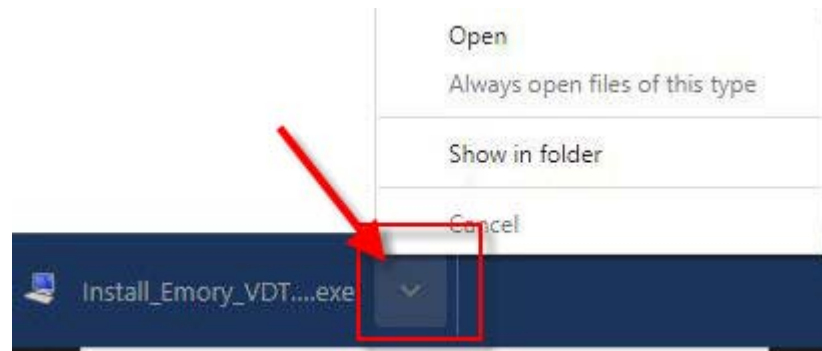 Open
Always open files of this type
Show in folder
Cancel
Install_Emory_VDT....exe